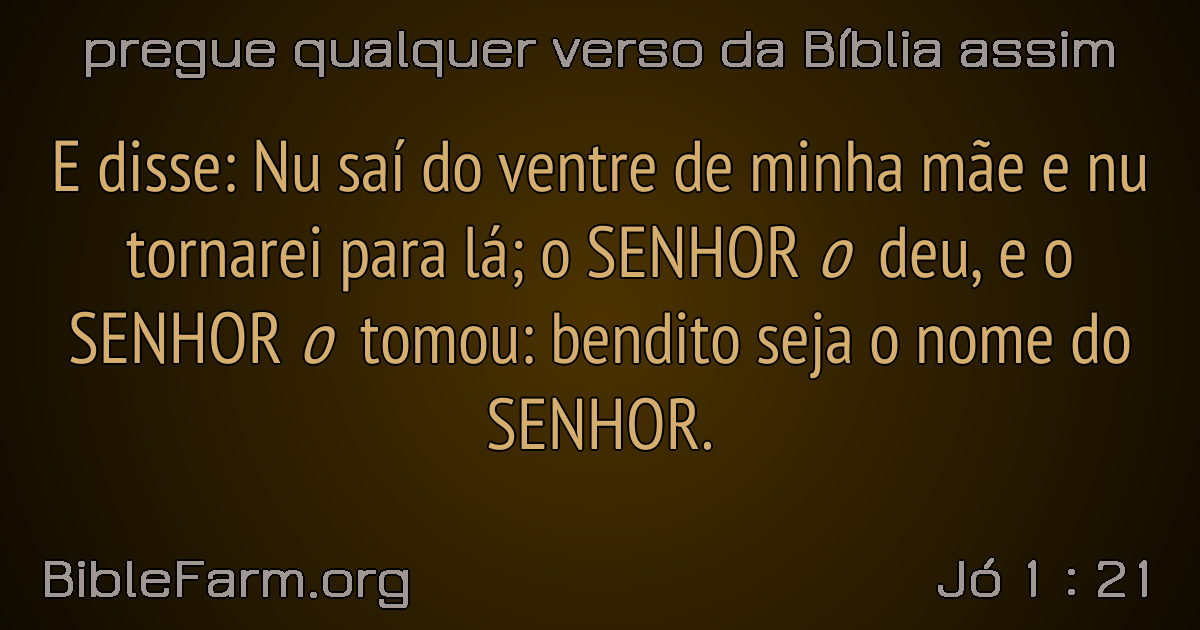 pregue qualquer verso da Bíblia assim
E disse: Nu saí do ventre de minha mãe e nu
tornarei para lá; o SENHOR o deu, e o
SENHOR o tomou: bendito seja o nome do
SENHOR.
BibleFarm.org
Jó 1 : 21